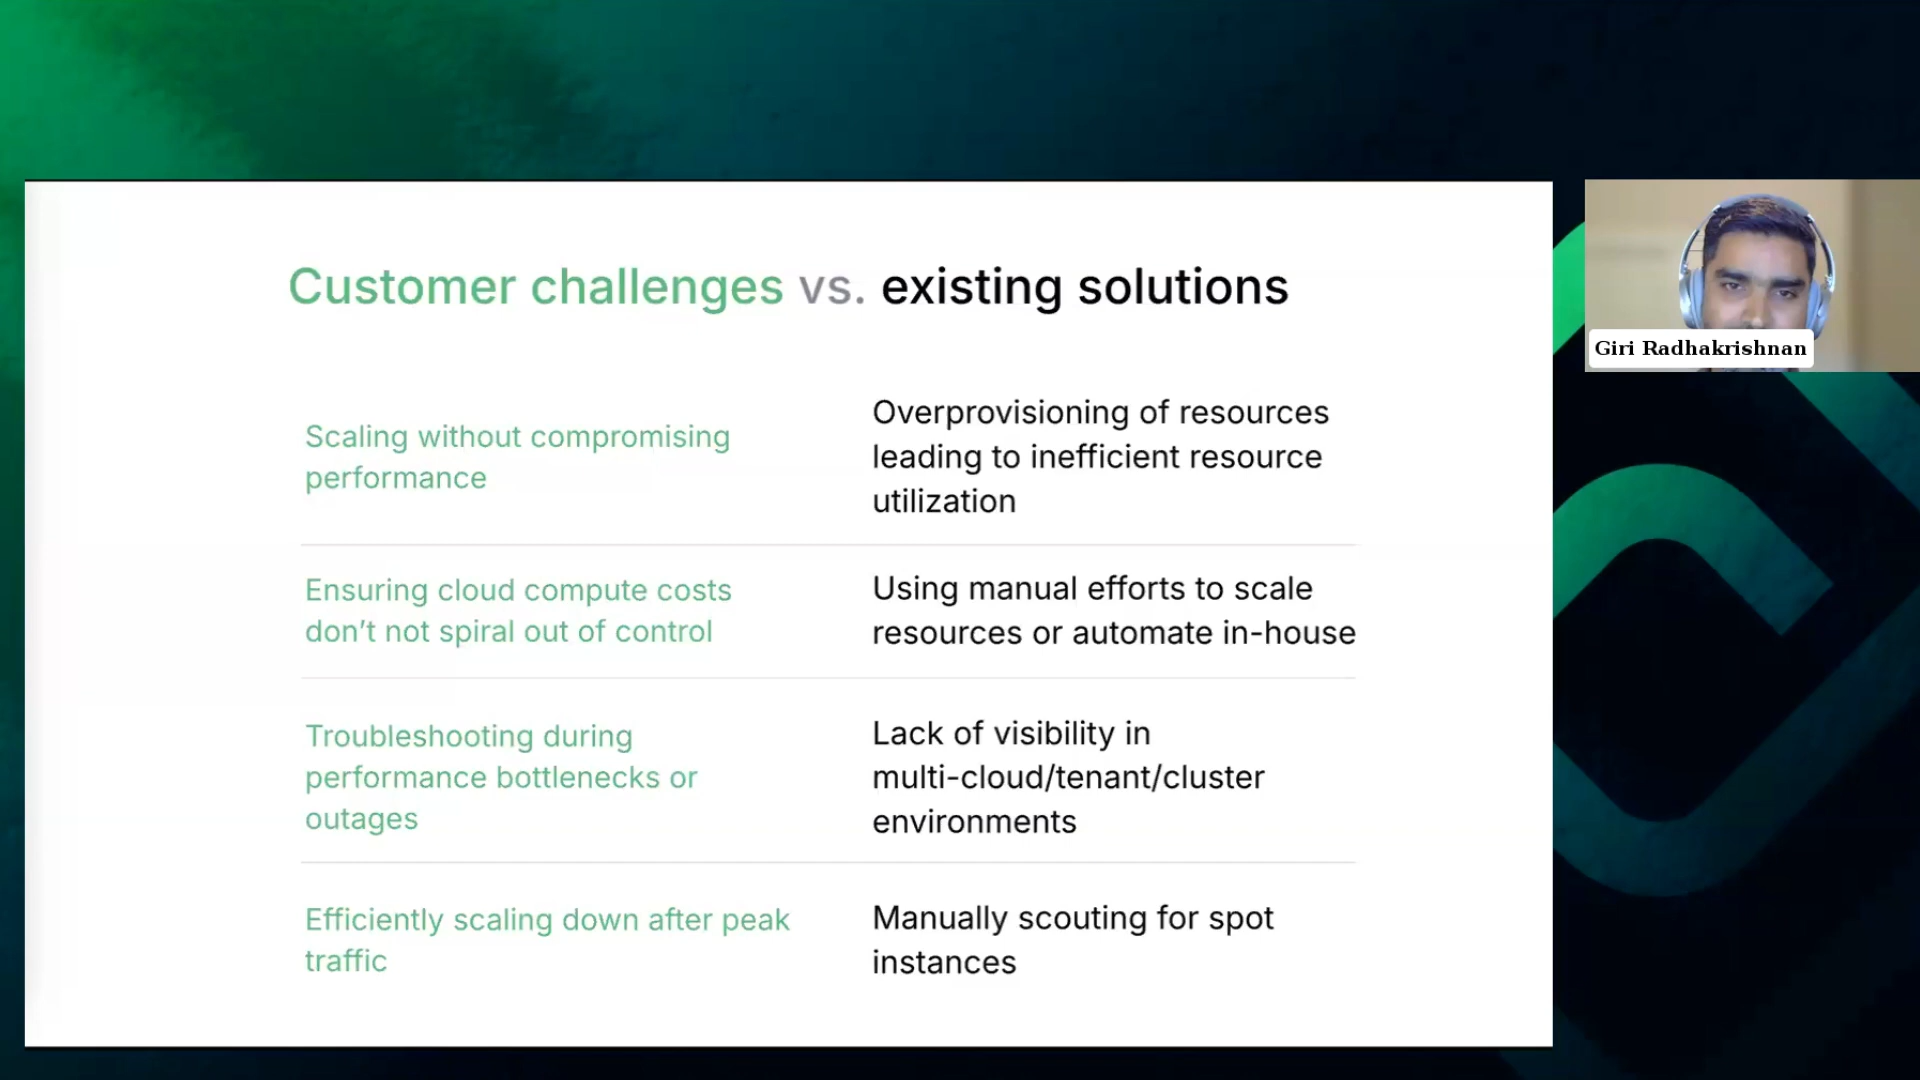 Customer challenges vs. existing solutions
Scaling without compromising
performance
Overprovisioning of resources
leading to inefficient resource
utilization
Ensuring cloud compute costs
don’t not spiral out of control
Using manual efforts to scale
resources or automate in-house
Troubleshooting during
performance bottlenecks or
outages
Lack of visibility in
multi-cloud/tenant/cluster
environments
Efficiently scaling down after peak
traffic
Manually scouting for spot
instances
Giri Radhakrishnan